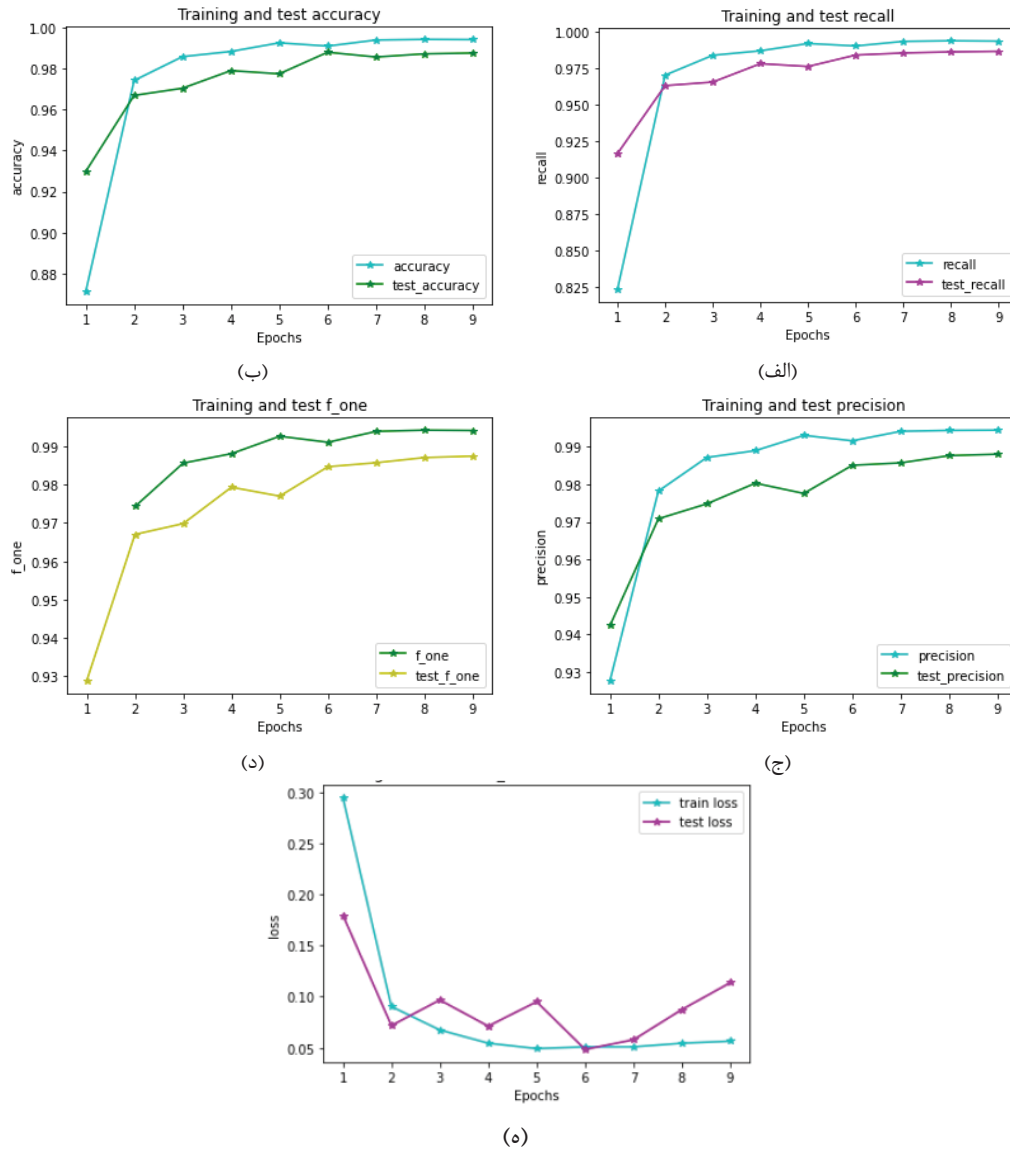 Training and test accuracy
1.00
0.98
0.96
0.94
0.92
0.90
0.88
accuracy
accuracy
test_accuracy
1 2 3 4 5 6 7 8 9
Epochs
(ب)
Training and test recall
1.000
0.975
0.950
0.925
0.900
0.875
0.850
0.825
recall
recall
test_recall
1 2 3 4 5 6 7 8 9
Epochs
(الف)
Training and test f_one
0.99
0.98
0.97
0.96
0.95
0.94
0.93
f_one
f_one
test_f_one
1 2 3 4 5 6 7 8 9
Epochs
(د)
Training and test precision
0.99
0.98
0.97
0.96
0.95
0.94
0.93
precision
precision
test_precision
1 2 3 4 5 6 7 8 9
Epochs
(ج)
0.30
0.25
0.20
0.15
0.10
0.05
loss
train loss
test loss
1 2 3 4 5 6 7 8 9
Epochs
(ه)